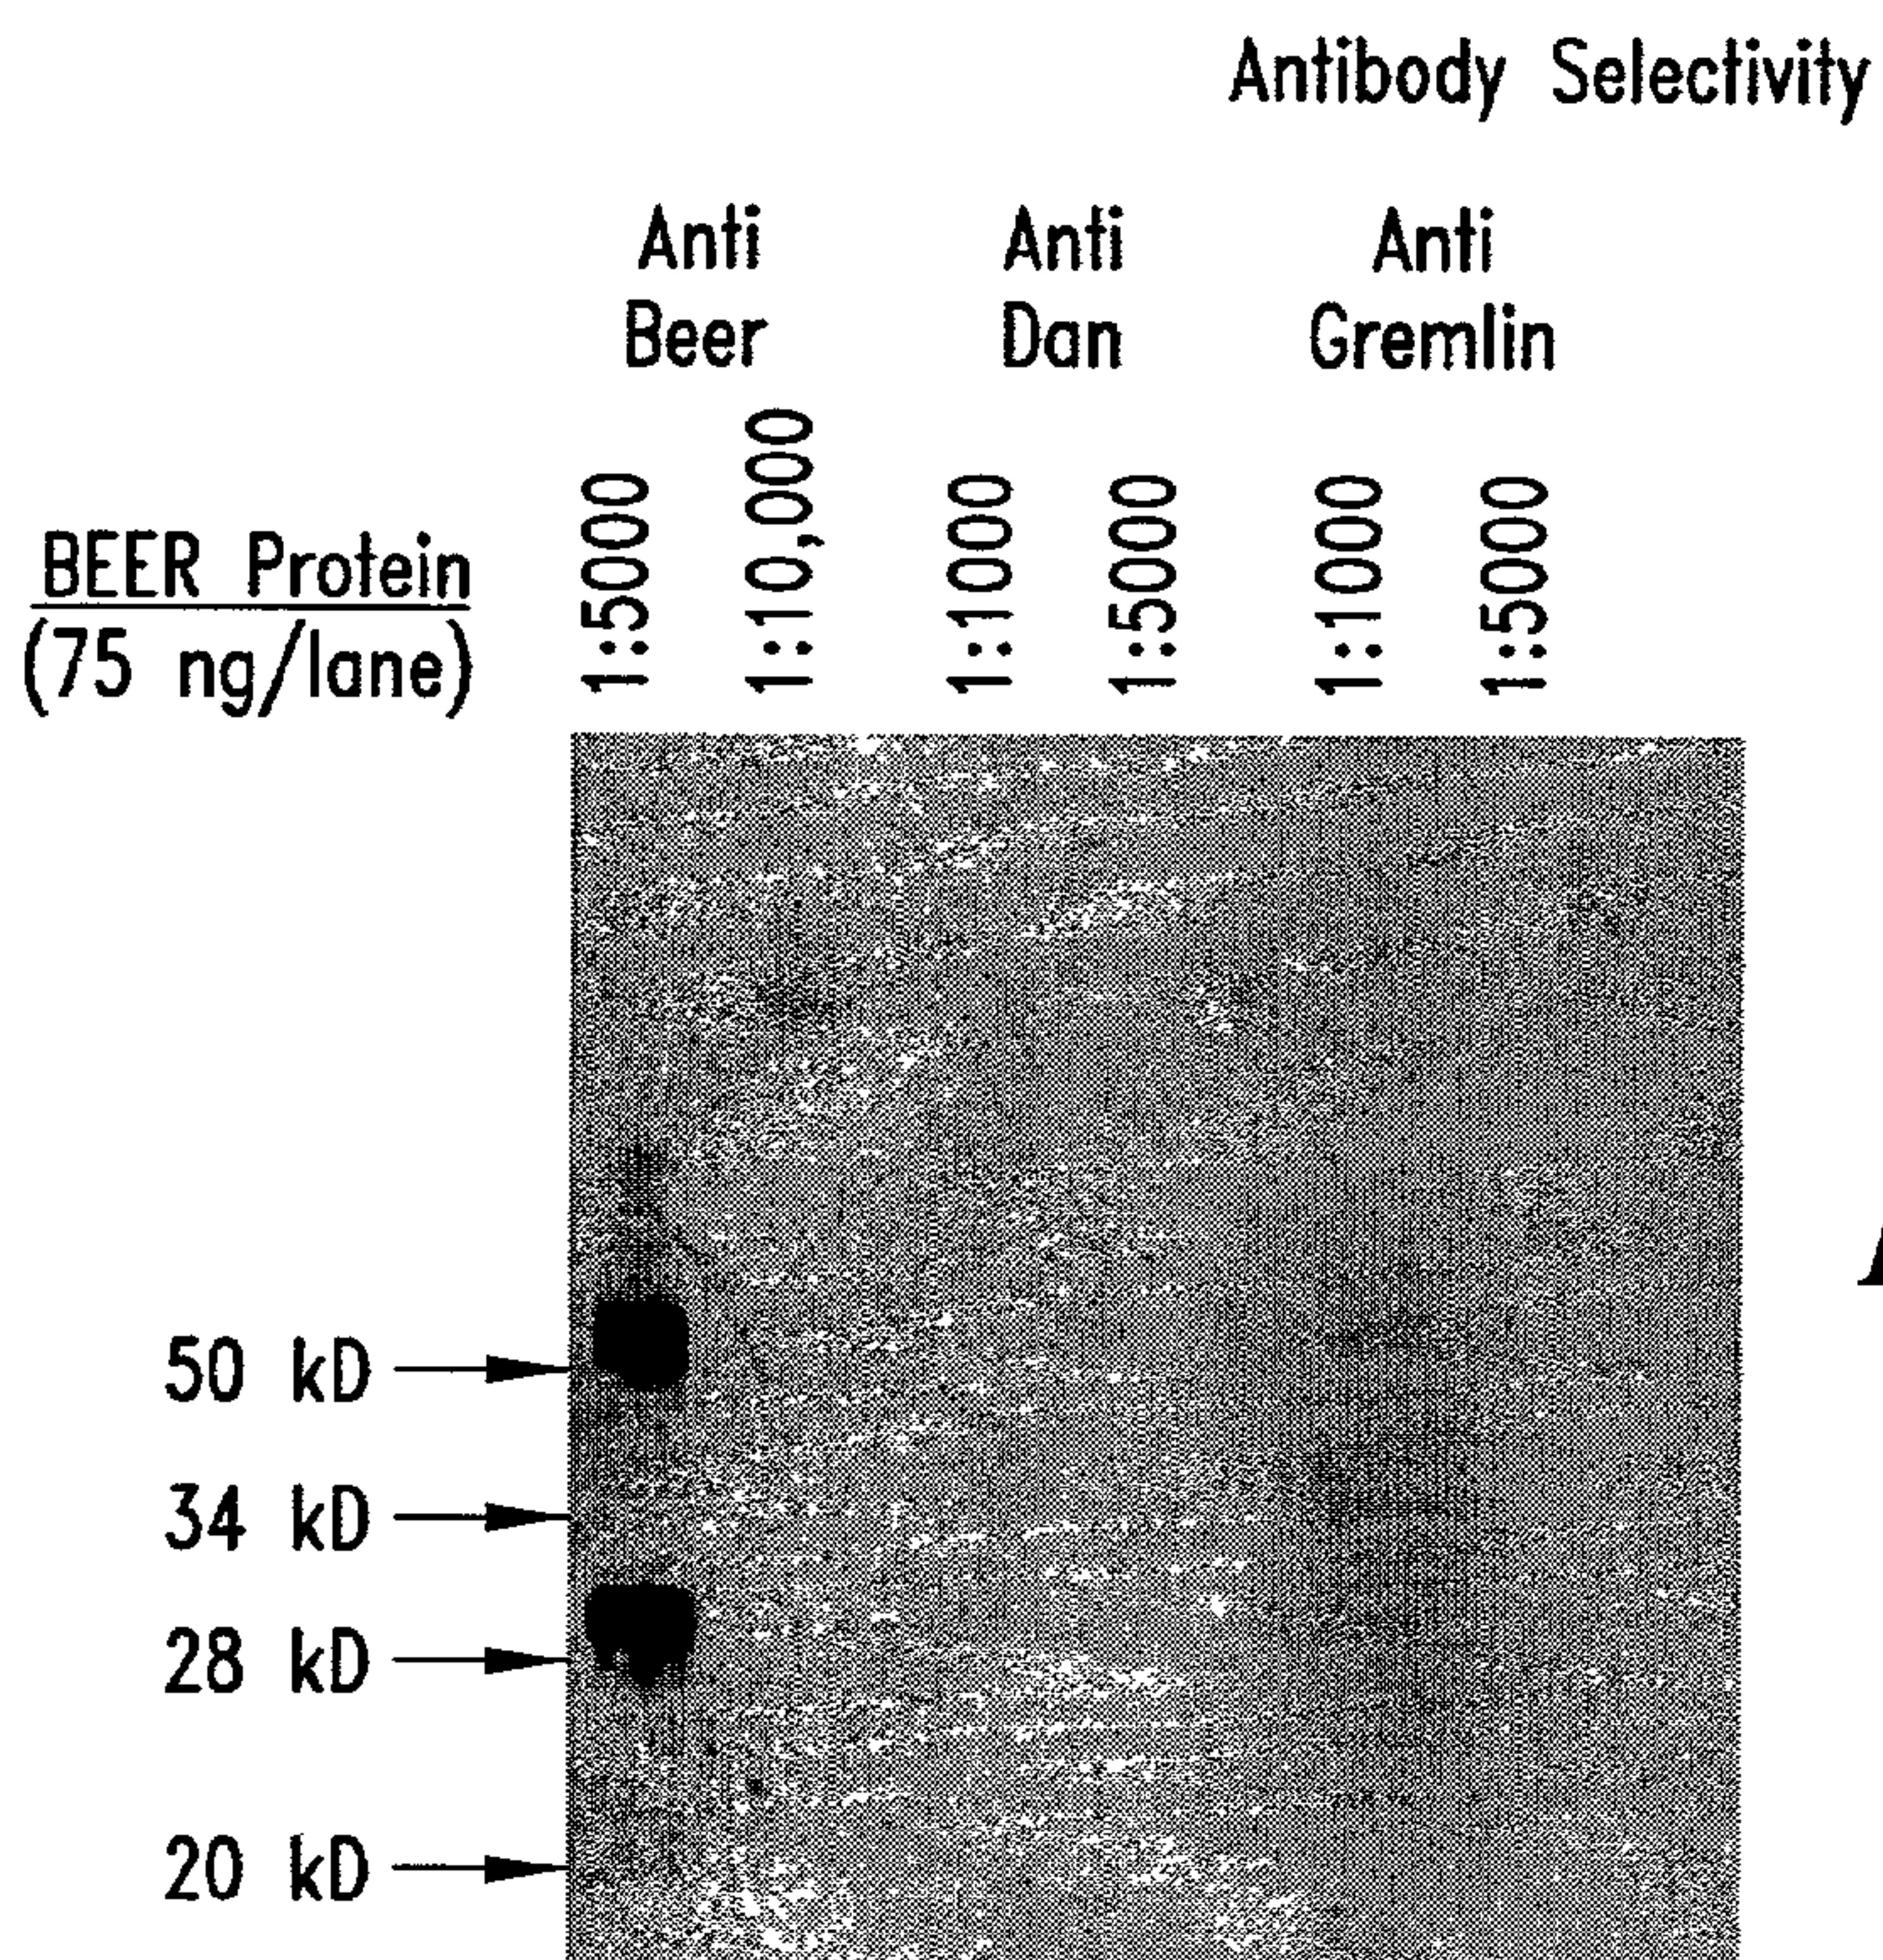 Antibody Selectivity
Anti Beer
Anti Dan
Anti Gremlin
BEER Protein
(75 ng/lane)
1:5000
1:10,000
1:1000
1:5000
1:1000
1:5000
50 kD
34 kD
28 kD
20 kD